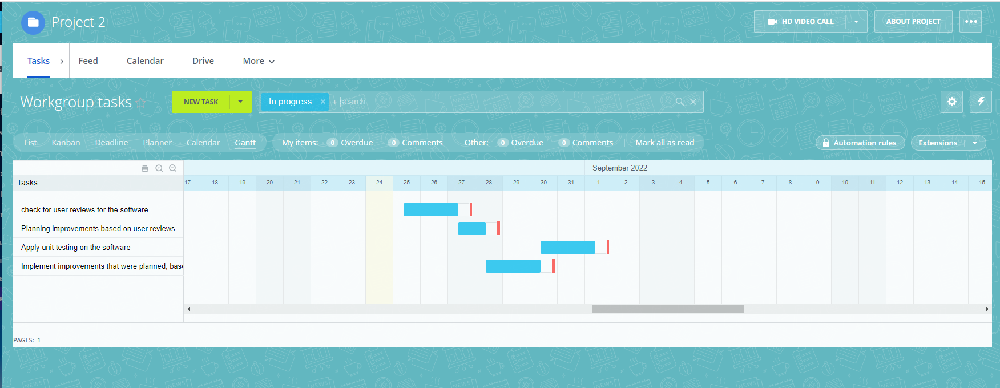 Project 2
HD VIDEO CALL
ABOUT PROJECT
Tasks
Feed
Calendar
Drive
More
Workgroup tasks
NEW TASK
In progress × + search
List
Kanban
Deadline
Planner
Calendar
Gantt
My items: 0 Overdue 0 Comments
Other: 0 Overdue 0 Comments
Mark all as read
Automation rules
Extensions
September 2022
Tasks
17 18 19 20 21 22 23 24 25 26 27 28 29 30 31 1 2 3 4 5 6 7 8 9 10 11 12 13 14 15
check for user reviews for the software
Planning improvements based on user reviews
Apply unit testing on the software
Implement improvements that were planned, base
PAGES: 1